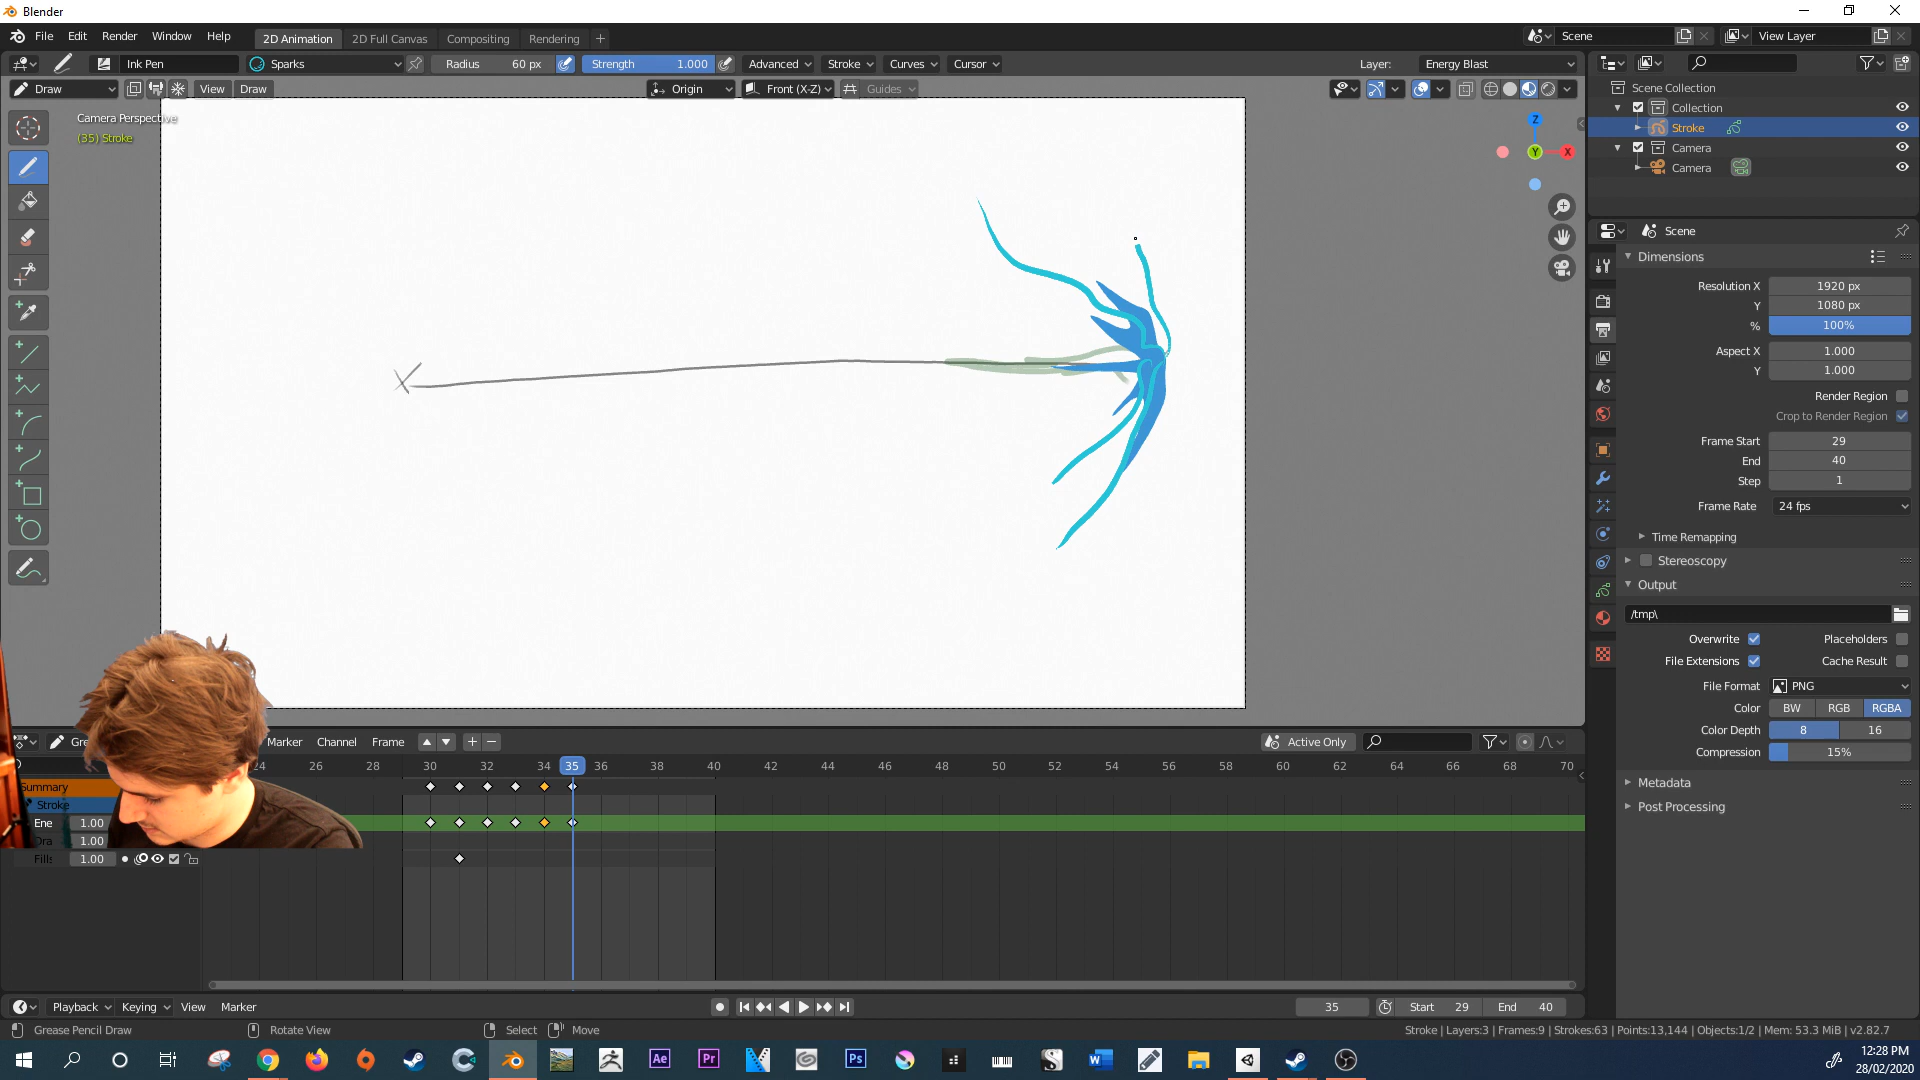 Blender
File Edit Render Window Help
2D Animation 2D Full Canvas Compositing Rendering +
Scene
View Layer
Ink Pen
Sparks
Radius 60 px
Strength 1.000
Advanced
Stroke
Curves
Cursor
Layer: Energy Blast
Draw
View Draw
Origin
Front (X-Z)
Guides
Camera Perspective
(35) Stroke
Z
Y
X
Scene Collection
Collection
Stroke
Camera
Camera
Scene
Dimensions
Resolution X 1920 px
Y 1080 px
% 100%
Aspect X 1.000
Y 1.000
Render Region
Crop to Render Region
Frame Start 29
End 40
Step 1
Frame Rate 24 fps
Time Remapping
Stereoscopy
Output
/tmp\
Overwrite Placeholders
File Extensions Cache Result
File Format PNG
Color BW RGB RGBA
Color Depth 8 16
Compression 15%
Metadata
Post Processing
Gre Marker Channel Frame
Active Only
24 26 28 30 32 34 35 36 38 40 42 44 46 48 50 52 54 56 58 60 62 64 66 68 70
Summary
Stroke
Ene 1.00
Dra 1.00
Fills 1.00
Playback Keying View Marker
35
Start 29
End 40
Grease Pencil Draw
Rotate View
Select
Move
Stroke | Layers:3 | Frames:9 | Strokes:63 | Points:13,144 | Objects:1/2 | Mem: 53.3 MiB | v2.82.7
Ae
Pr
Ps
12:28 PM
28/02/2020